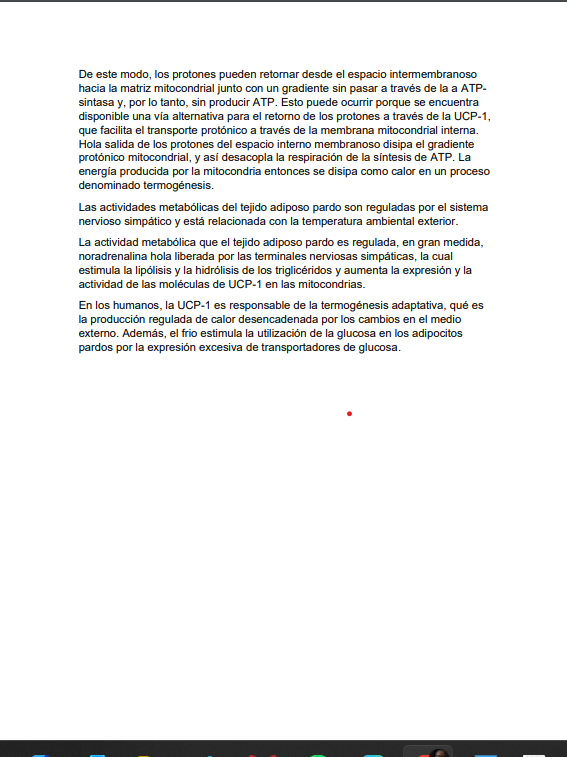 De este modo, los protones pueden retornar desde el espacio intermembranoso
hacia la matriz mitocondrial junto con un gradiente sin pasar a través de la a ATP-
sintasa y, por lo tanto, sin producir ATP. Esto puede ocurrir porque se encuentra
disponible una vía alternativa para el retorno de los protones a través de la UCP-1,
que facilita el transporte protónico a través de la membrana mitocondrial interna.
Hola salida de los protones del espacio interno membranoso disipa el gradiente
protónico mitocondrial, y así desacopla la respiración de la síntesis de ATP. La
energía producida por la mitocondria entonces se disipa como calor en un proceso
denominado termogénesis.
Las actividades metabólicas del tejido adiposo pardo son reguladas por el sistema
nervioso simpático y está relacionada con la temperatura ambiental exterior.
La actividad metabólica que el tejido adiposo pardo es regulada, en gran medida,
noradrenalina hola liberada por las terminales nerviosas simpáticas, la cual
estimula la lipólisis y la hidrólisis de los triglicéridos y aumenta la expresión y la
actividad de las moléculas de UCP-1 en las mitocondrias.
En los humanos, la UCP-1 es responsable de la termogénesis adaptativa, qué es
la producción regulada de calor desencadenada por los cambios en el medio
externo. Además, el frio estimula la utilización de la glucosa en los adipocitos
pardos por la expresión excesiva de transportadores de glucosa.